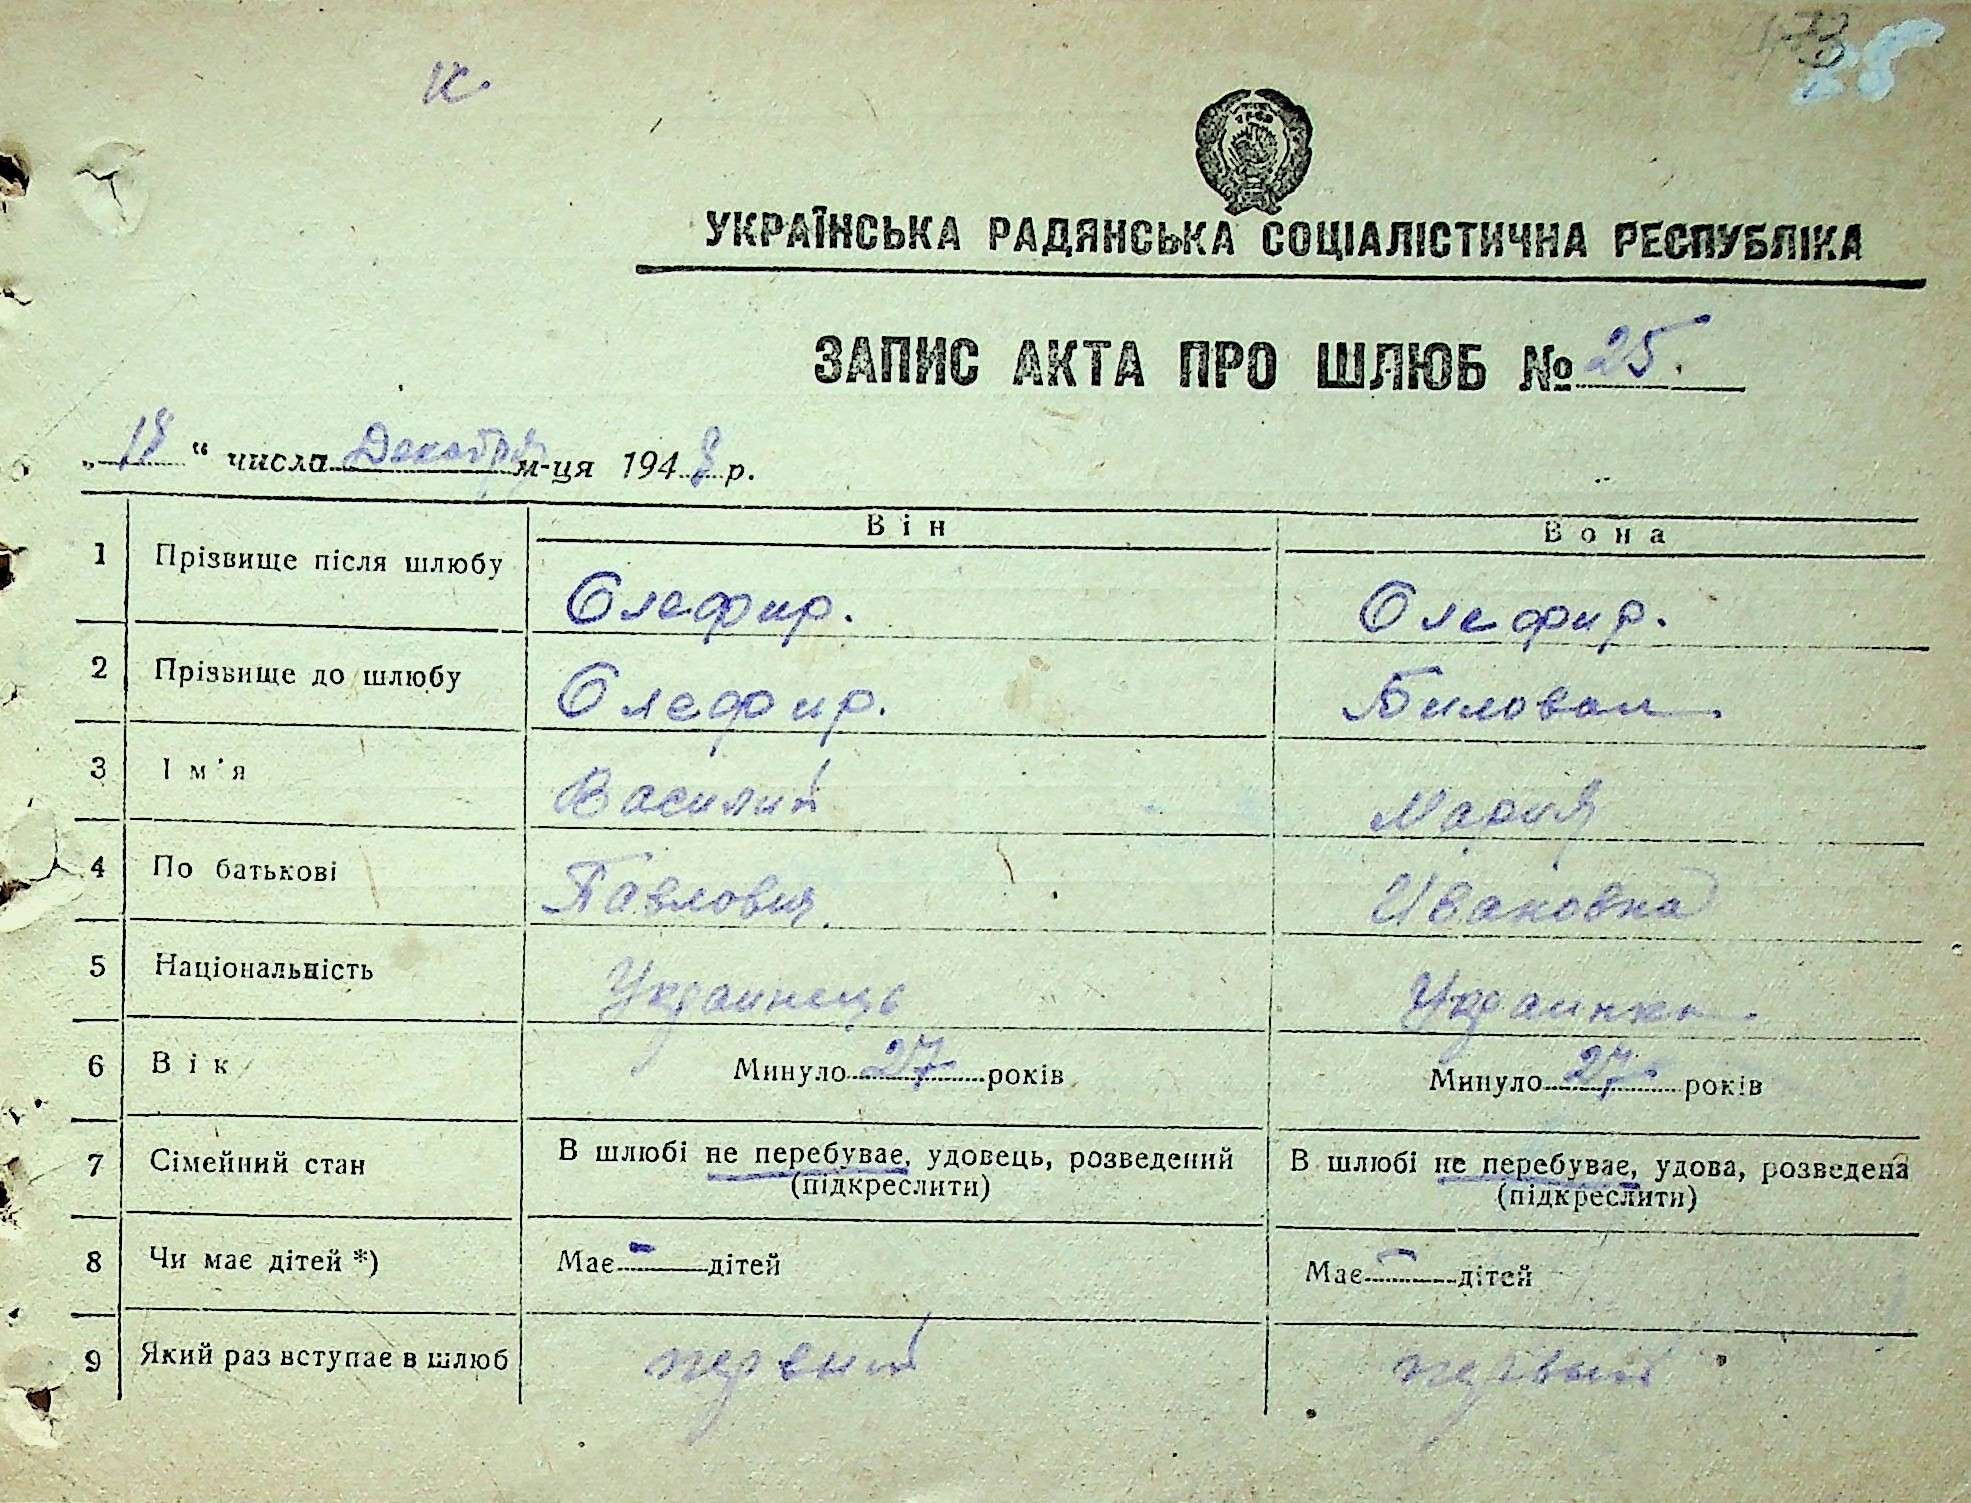 к.
173
28
УКРАЇНСЬКА РАДЯНСЬКА СОЦІАЛІСТИЧНА РЕСПУБЛІКА
ЗАПИС АКТА ПРО ШЛЮБ № 25.
„18“ числа Декабря м-ця 1948 р.
Він Вона
1 Прізвище після шлюбу Олефир. Олефир.
2 Прізвище до шлюбу Олефир. Биловол.
3 Ім'я Василий Мария
4 По батькові Павлович. Ивановна
5 Національність Украинець Украинка.
6 Вік Минуло 27 років Минуло 27 років
7 Сімейний стан В шлюбі не перебуває, удовець, розведений В шлюбі не перебуває, удова, розведена
(підкреслити) (підкреслити)
8 Чи має дітей *) Має – дітей Має – дітей
9 Який раз вступає в шлюб первый первый